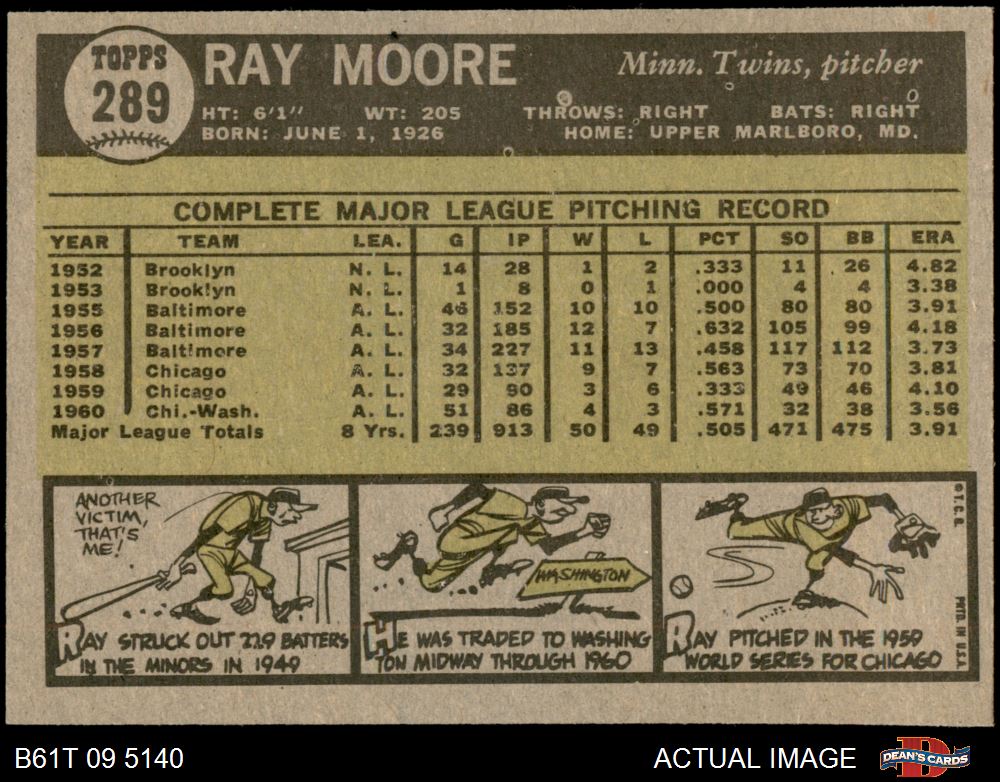 TOPPS
289
RAY MOORE
Minn. Twins, pitcher
HT: 6'1" WT: 205 THROWS: RIGHT BATS: RIGHT
BORN: JUNE 1, 1926 HOME: UPPER MARLBORO, MD.
COMPLETE MAJOR LEAGUE PITCHING RECORD
YEAR TEAM LEA. G IP W L PCT SO BB ERA
1952 Brooklyn N. L. 14 28 1 2 .333 11 26 4.82
1953 Brooklyn N. L. 1 8 0 1 .000 4 4 3.38
1955 Baltimore A. L. 46 152 10 10 .500 80 80 3.91
1956 Baltimore A. L. 32 185 12 7 .632 105 99 4.18
1957 Baltimore A. L. 34 227 11 13 .458 117 112 3.73
1958 Chicago A. L. 32 137 9 7 .563 73 70 3.81
1959 Chicago A. L. 29 90 3 6 .333 49 46 4.10
1960 Chi.-Wash. A. L. 51 86 4 3 .571 32 38 3.56
Major League Totals 8 Yrs. 239 913 50 49 .505 471 475 3.91
ANOTHER
VICTIM,
THAT'S
ME!
RAY STRUCK OUT 229 BATTERS
IN THE MINORS IN 1949
WASHINGTON
HE WAS TRADED TO WASHING
TON MIDWAY THROUGH 1960
RAY PITCHED IN THE 1959
WORLD SERIES FOR CHICAGO
© T.C.G.
PRTD. IN U.S.A.
B61T 09 5140
ACTUAL IMAGE
DEAN'S CARDS